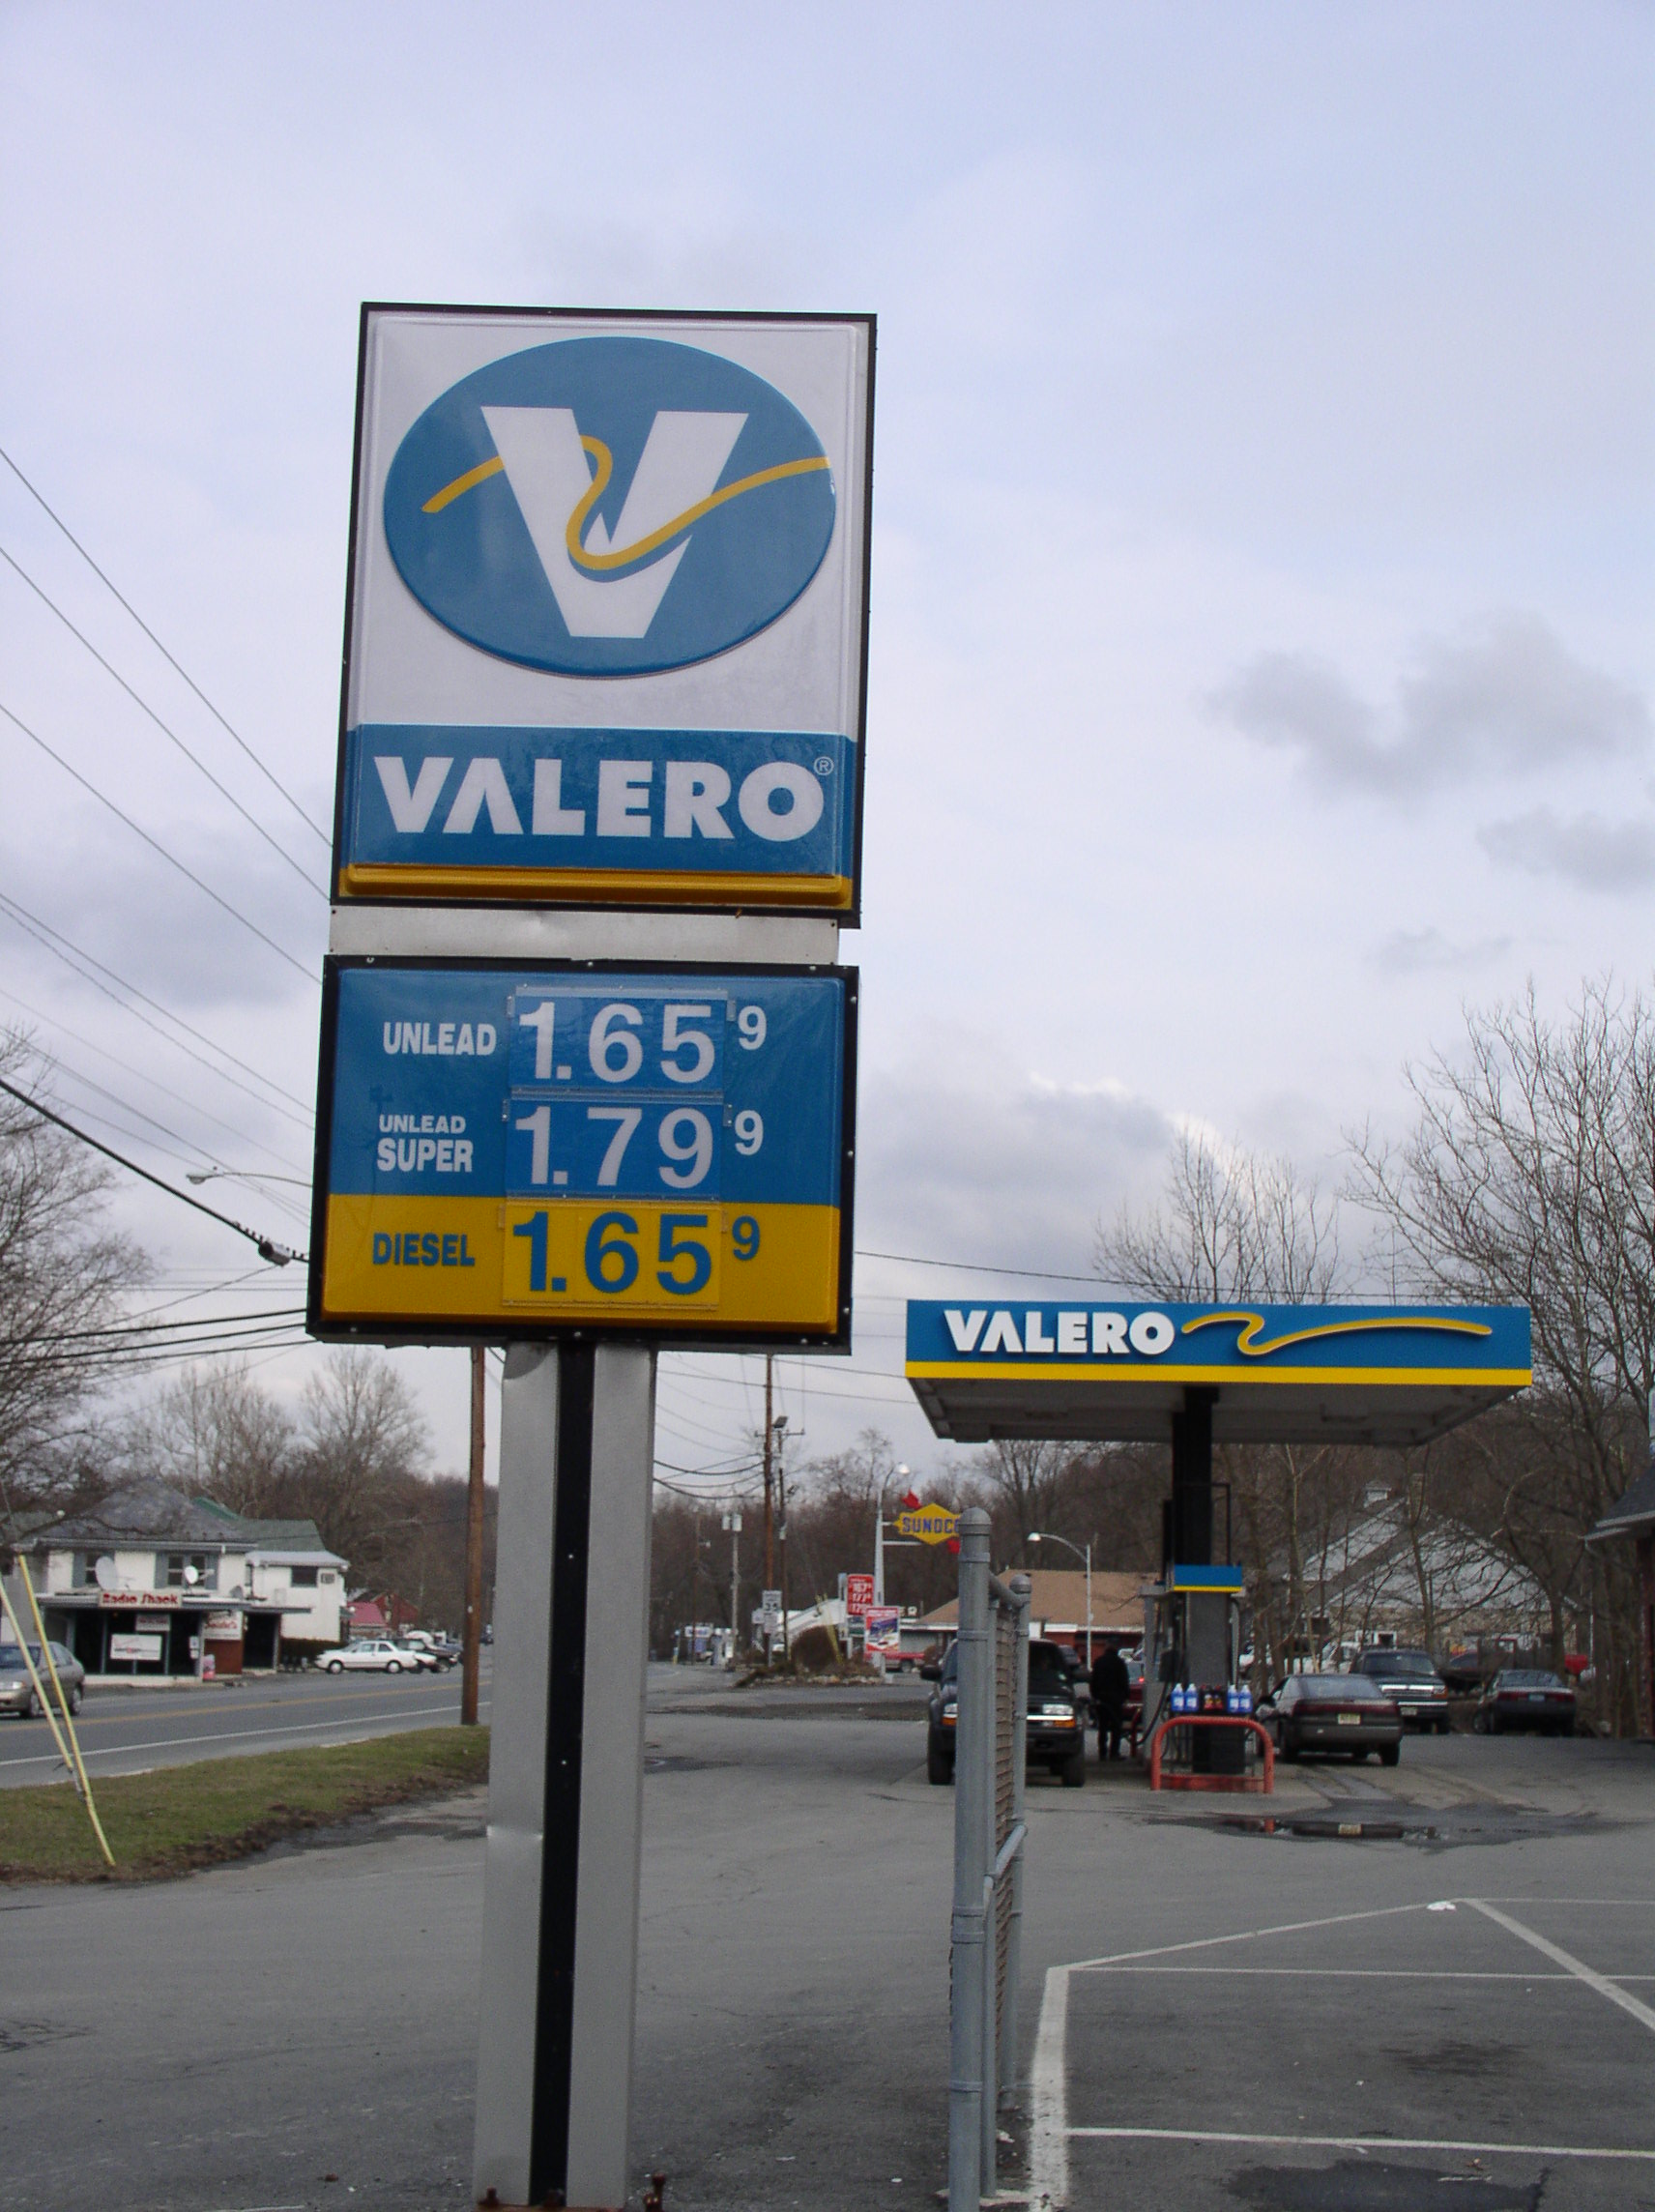 V
VALERO®
UNLEAD 1.65 9
UNLEAD
SUPER 1.79 9
DIESEL 1.65 9
VALERO
SUNOCO
Radio Shack